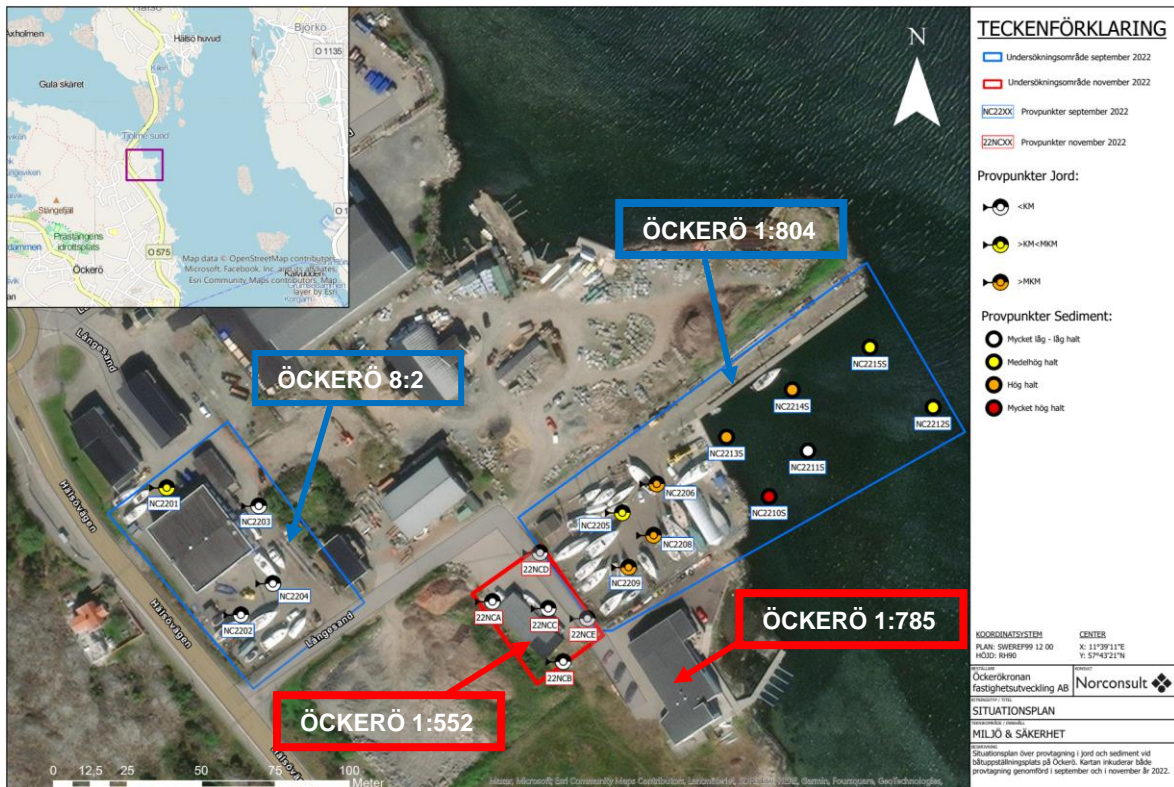 Hälsö
Björkö
Axholmen
Hälsö huvud
O 1135
Gula skäret
Tjolme sund
Stångefjäll
Prästängens
idrottsplats
O 575
Öckerö
Kalvudden
Map data © OpenStreetMap contributors,
Microsoft, Facebook, Inc. and its affiliates,
Esri Community Maps contributors, Map
layer by Esri
N
ÖCKERÖ 1:804
ÖCKERÖ 8:2
ÖCKERÖ 1:785
ÖCKERÖ 1:552
Långesand
Hälsövägen
Hälsövägen
Långesand
NC2201
NC2203
NC2204
NC2202
NC2215S
NC2214S
NC2212S
NC2213S
NC2211S
NC2210S
NC2206
NC2205
NC2208
NC2209
22NCD
22NCA
22NCC
22NCE
22NCB
0 12,5 25 50 75 100
Meter
TECKENFÖRKLARING
Undersökningsområde september 2022
Undersökningsområde november 2022
NC22XX Provpunkter september 2022
22NCXX Provpunkter november 2022
Provpunkter Jord:
<KM
>KM<MKM
>MKM
Provpunkter Sediment:
Mycket låg - låg halt
Medelhög halt
Hög halt
Mycket hög halt
KOORDINATSYSTEM
PLAN: SWEREF99 12 00
HÖJD: RH90
CENTER
X: 11°39'11"E
Y: 57°43'21"N
Öckerökronan
fastighetsutveckling AB
Norconsult
SITUATIONSPLAN
MILJÖ & SÄKERHET
Situationsplan över provtagning i jord och sediment vid
båtuppställningsplats på Öckerö. Kartan inkuderar både
provtagning genomförd i september och i november år 2022.